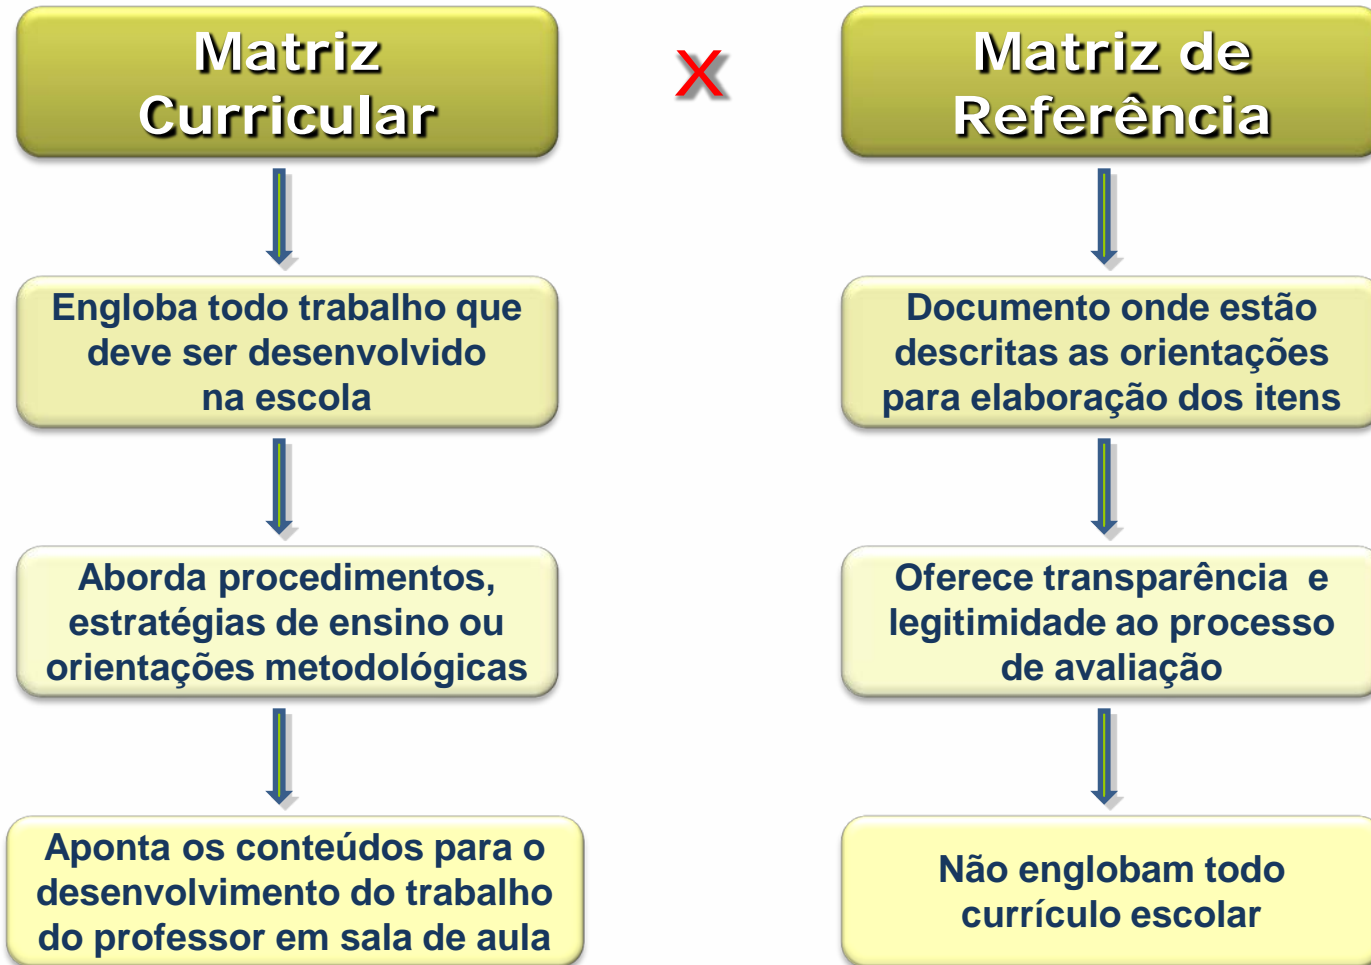 Matriz
Curricular
X
Matriz de
Referência
Engloba todo trabalho que
deve ser desenvolvido
na escola
Documento onde estão
descritas as orientações
para elaboração dos itens
Aborda procedimentos,
estratégias de ensino ou
orientações metodológicas
Oferece transparência e
legitimidade ao processo
de avaliação
Aponta os conteúdos para o
desenvolvimento do trabalho
do professor em sala de aula
Não englobam todo
currículo escolar